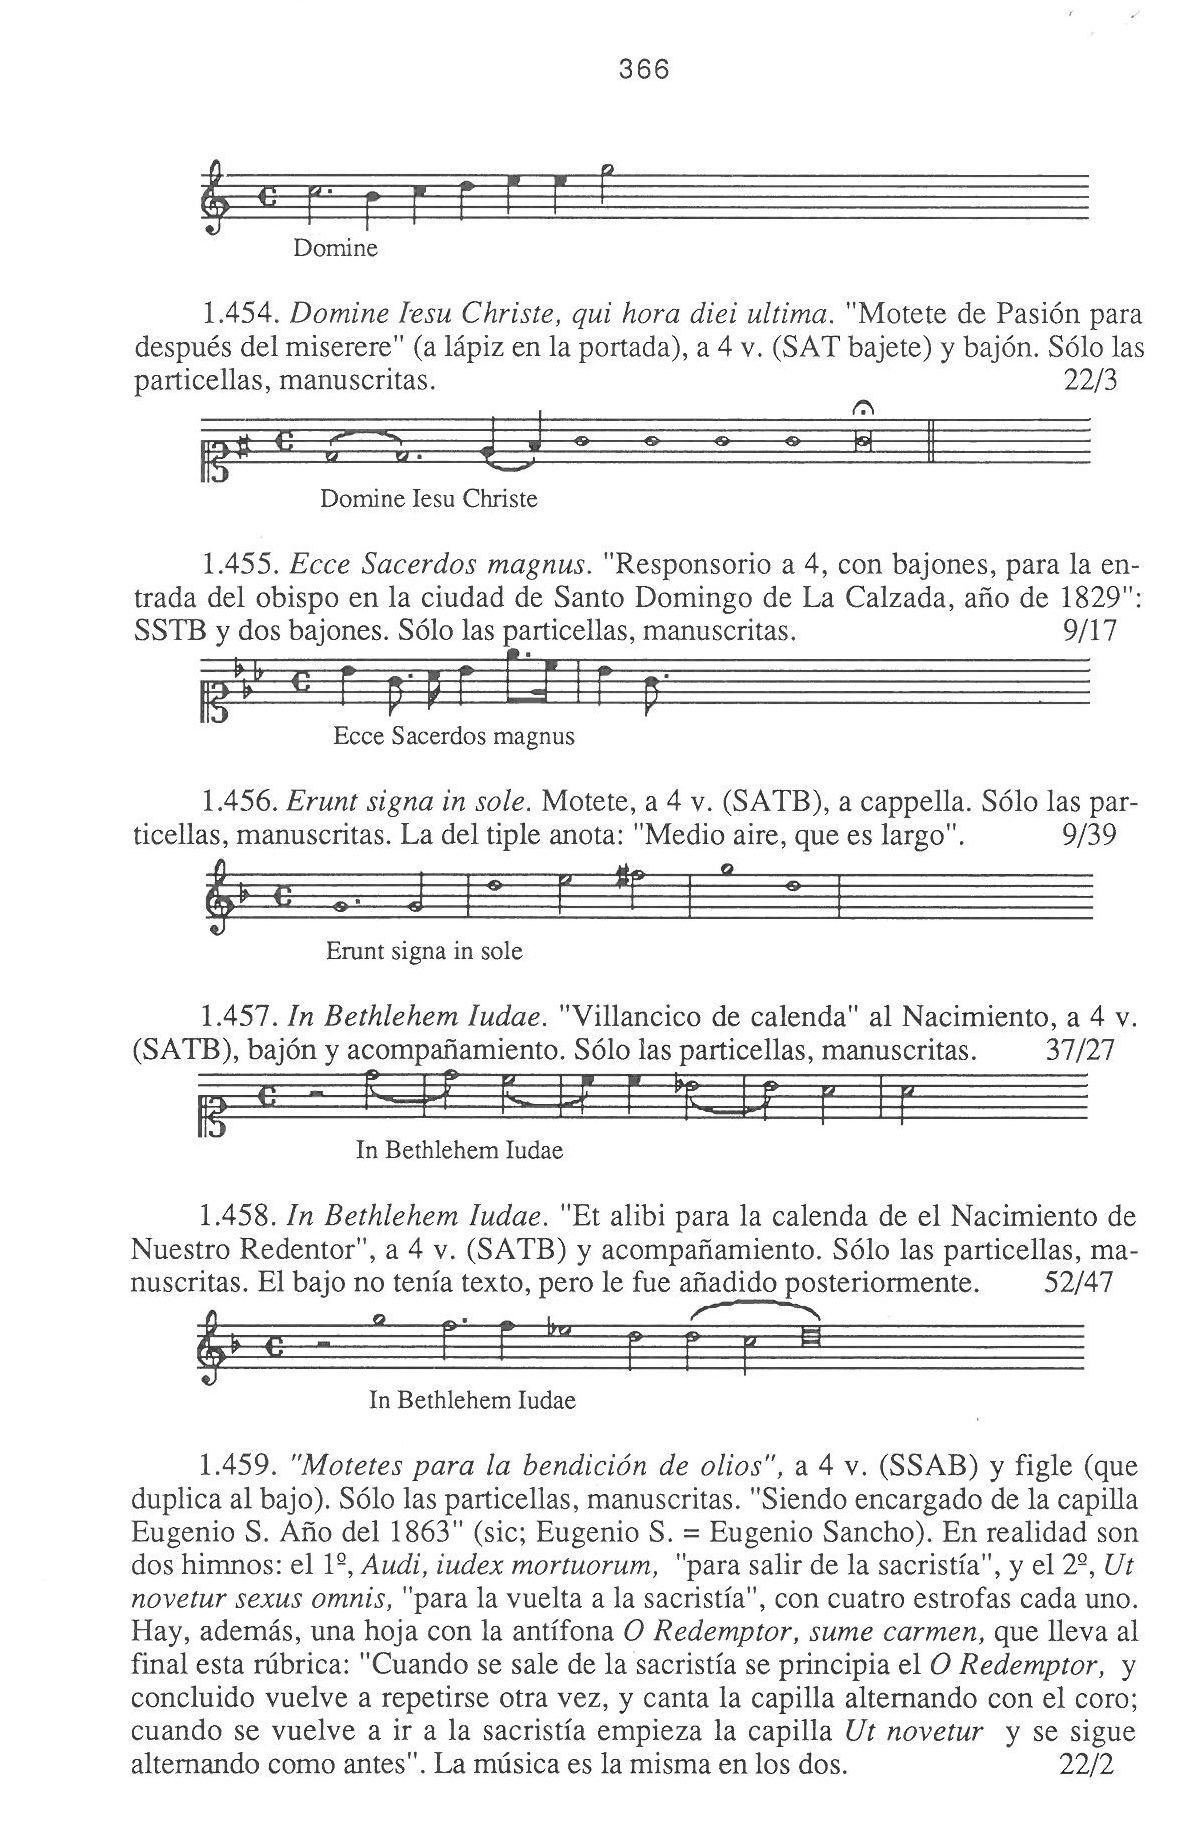 366
Domine
1.454. Domine Iesu Christe, qui hora diei ultima. "Motete de Pasión para
después del miserere" (a lápiz en la portada), a 4 v. (SAT bajete) y bajón. Sólo las
particellas, manuscritas. 22/3
Domine Iesu Christe
1.455. Ecce Sacerdos magnus. "Responsorio a 4, con bajones, para la en-
trada del obispo en la ciudad de Santo Domingo de La Calzada, año de 1829":
SSTB y dos bajones. Sólo las particellas, manuscritas. 9/17
Ecce Sacerdos magnus
1.456. Erunt signa in sole. Motete, a 4 v. (SATB), a cappella. Sólo las par-
ticellas, manuscritas. La del tiple anota: "Medio aire, que es largo". 9/39
Erunt signa in sole
1.457. In Bethlehem Iudae. "Villancico de calenda" al Nacimiento, a 4 v.
(SATB), bajón y acompañamiento. Sólo las particellas, manuscritas. 37/27
In Bethlehem Iudae
1.458. In Bethlehem Iudae. "Et alibi para la calenda de el Nacimiento de
Nuestro Redentor", a 4 v. (SATB) y acompañamiento. Sólo las particellas, ma-
nuscritas. El bajo no tenía texto, pero le fue añadido posteriormente. 52/47
In Bethlehem Iudae
1.459. "Motetes para la bendición de olios", a 4 v. (SSAB) y figle (que
duplica al bajo). Sólo las particellas, manuscritas. "Siendo encargado de la capilla
Eugenio S. Año del 1863" (sic; Eugenio S. = Eugenio Sancho). En realidad son
dos himnos: el 1º, Audi, iudex mortuorum, "para salir de la sacristía", y el 2º, Ut
novetur sexus omnis, "para la vuelta a la sacristía", con cuatro estrofas cada uno.
Hay, además, una hoja con la antífona O Redemptor, sume carmen, que lleva al
final esta rúbrica: "Cuando se sale de la sacristía se principia el O Redemptor, y
concluido vuelve a repetirse otra vez, y canta la capilla alternando con el coro;
cuando se vuelve a ir a la sacristía empieza la capilla Ut novetur y se sigue
alternando como antes". La música es la misma en los dos. 22/2